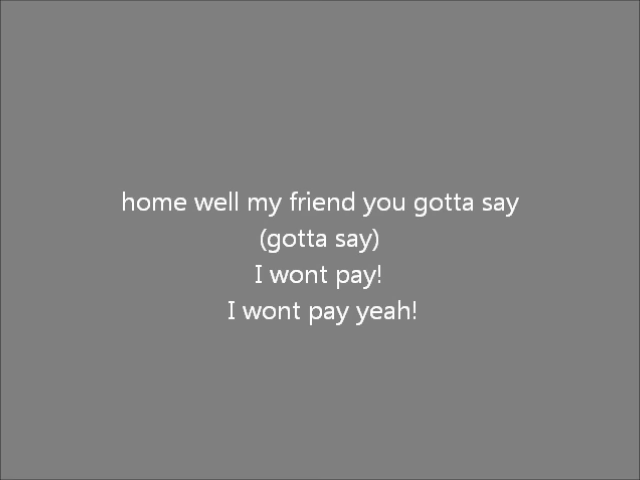 home well my friend you gotta say
(gotta say)
I wont pay!
I wont pay yeah!